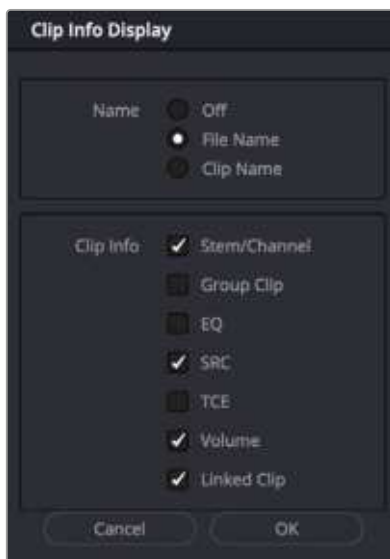 Clip Info Display
Name Off
File Name
Clip Name
Clip Info Stem/Channel
Group Clip
EQ
SRC
TCE
Volume
Linked Clip
Cancel OK